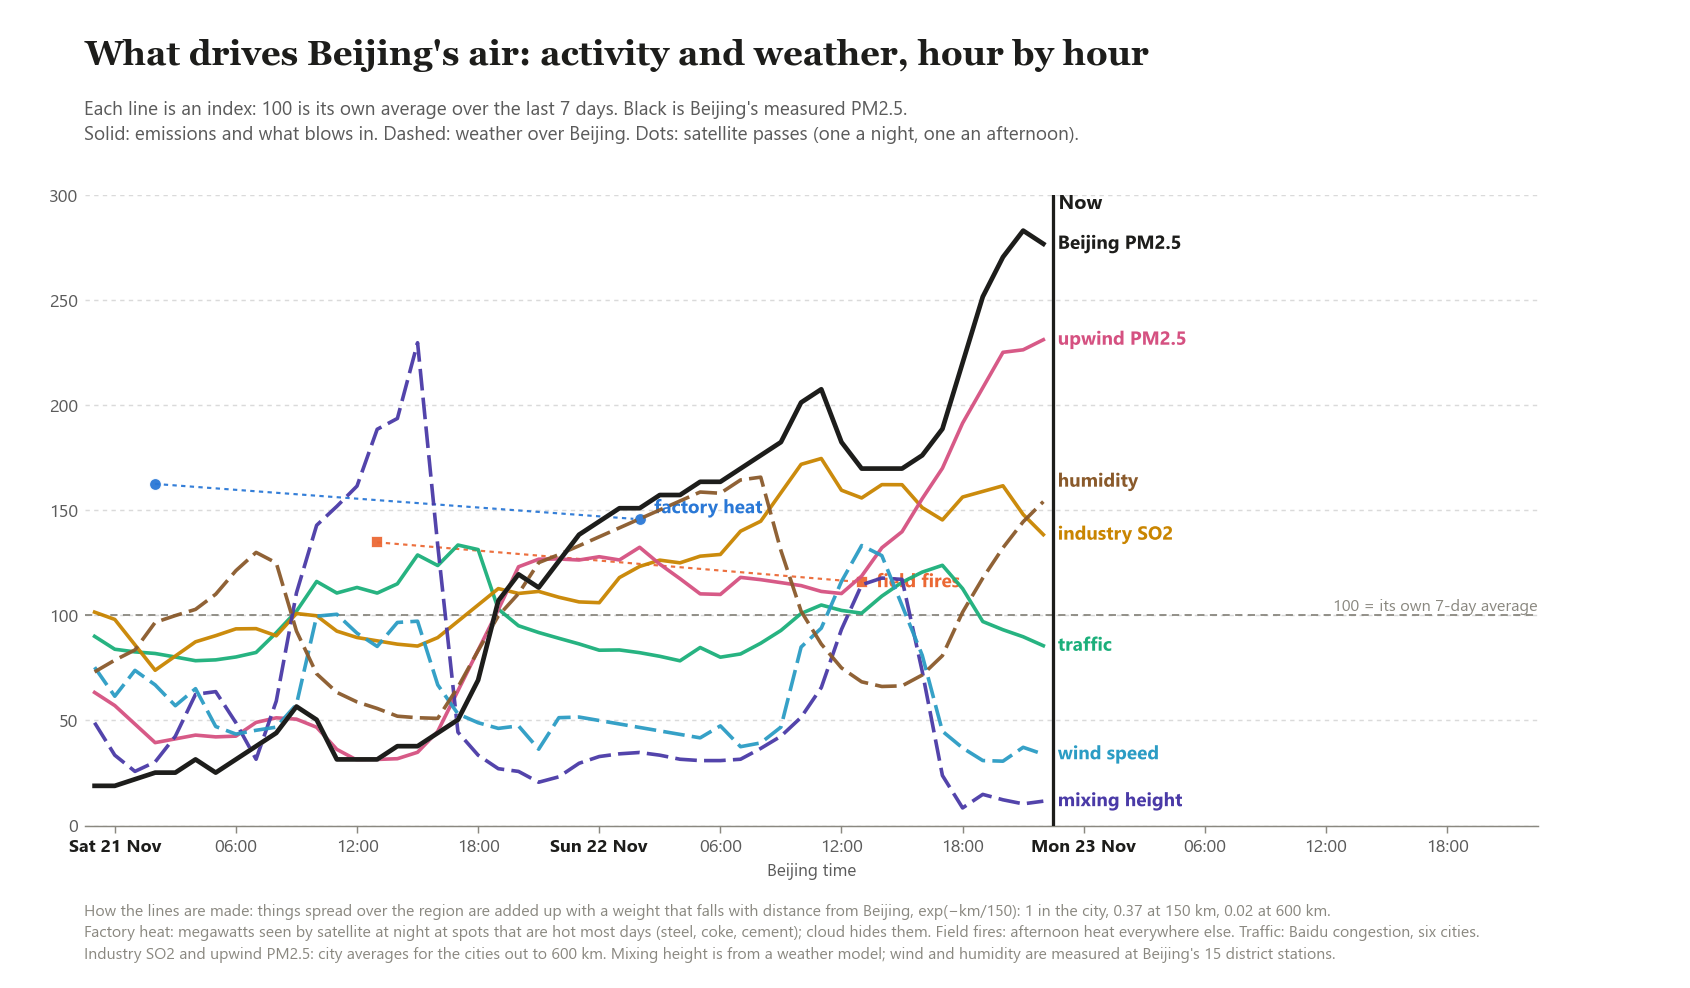 What drives Beijing's air: activity and weather, hour by hour
Each line is an index: 100 is its own average over the last 7 days. Black is Beijing's measured PM2.5.
Solid: emissions and what blows in. Dashed: weather over Beijing. Dots: satellite passes (one a night, one an afternoon).
300
Now
Beijing PM2.5
250
upwind PM2.5
200
humidity
150
factory heat
industry SO2
field fires
100 = its own 7-day average
100
traffic
50
wind speed
mixing height
0
Sat 21 Nov 06:00 12:00 18:00 Sun 22 Nov 06:00 12:00 18:00 Mon 23 Nov 06:00 12:00 18:00
Beijing time
How the lines are made: things spread over the region are added up with a weight that falls with distance from Beijing, exp(−km/150): 1 in the city, 0.37 at 150 km, 0.02 at 600 km.
Factory heat: megawatts seen by satellite at night at spots that are hot most days (steel, coke, cement); cloud hides them. Field fires: afternoon heat everywhere else. Traffic: Baidu congestion, six cities.
Industry SO2 and upwind PM2.5: city averages for the cities out to 600 km. Mixing height is from a weather model; wind and humidity are measured at Beijing's 15 district stations.